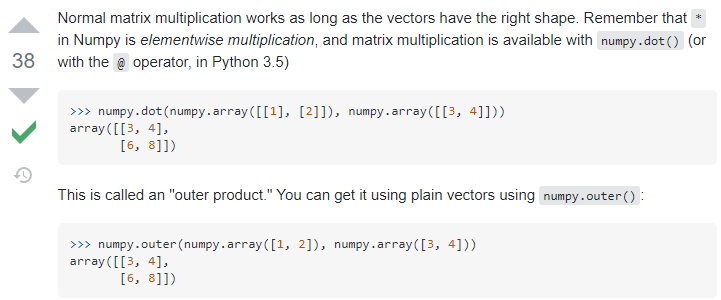 Normal matrix multiplication works as long as the vectors have the right shape. Remember that *
in Numpy is elementwise multiplication, and matrix multiplication is available with numpy.dot() (or
38
with the @ operator, in Python 3.5)
>>> numpy.dot(numpy.array([[1], [2]]), numpy.array([[3, 4]]))
array([[3, 4],
       [6, 8]])
This is called an "outer product." You can get it using plain vectors using numpy.outer():
>>> numpy.outer(numpy.array([1, 2]), numpy.array([3, 4]))
array([[3, 4],
       [6, 8]])